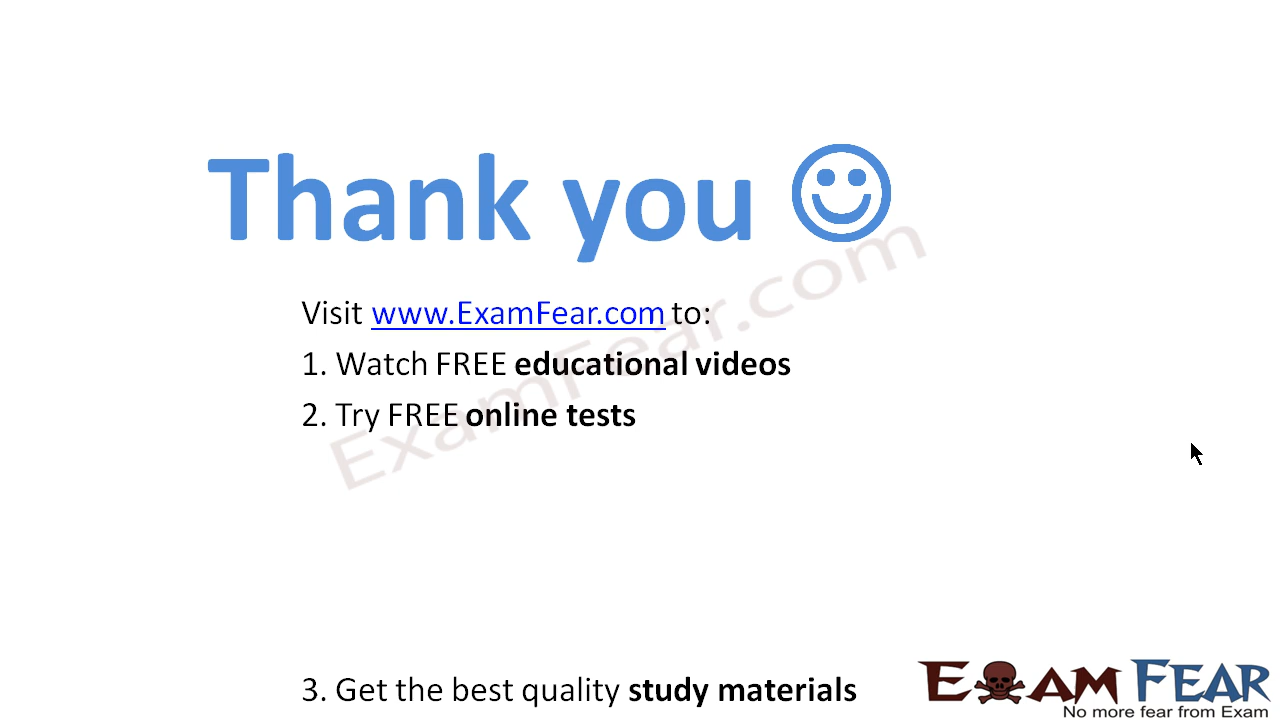 Thank you
Visit www.ExamFear.com to:
1. Watch FREE educational videos
2. Try FREE online tests
ExamFear.com
3. Get the best quality study materials
EXAM FEAR
No more fear from Exam